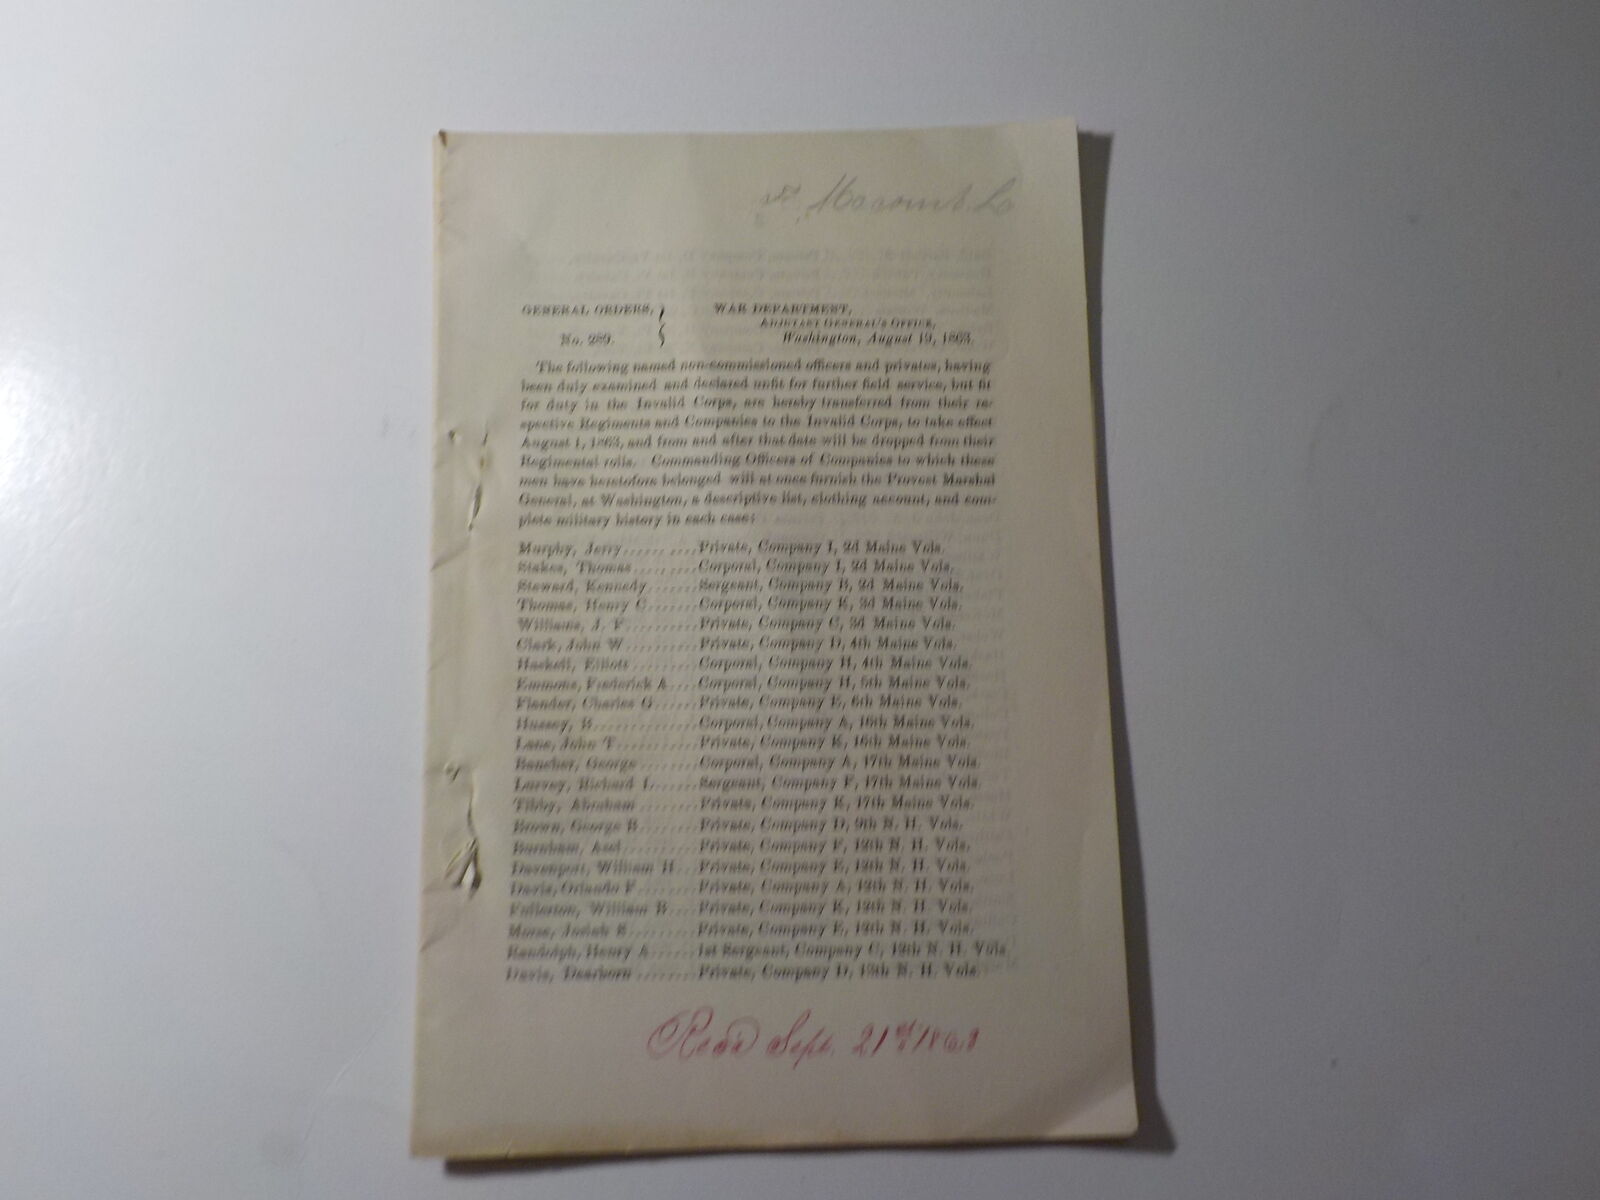 Ft. Macomb. La
GENERAL ORDERS, WAR DEPARTMENT,
ADJUTANT GENERAL'S OFFICE,
No. 289. Washington, August 19, 1863.
The following named non-commissioned officers and privates, having
been duly examined and declared unfit for further field service, but fit
for duty in the Invalid Corps, are hereby transferred from their re-
spective Regiments and Companies to the Invalid Corps, to take effect
August 1, 1863, and from and after that date will be dropped from their
Regimental rolls. Commanding Officers of Companies to which these
men have heretofore belonged will at once furnish the Provost Marshal
General, at Washington, a descriptive list, clothing account, and com-
plete military history in each case:
Murphy, Jerry.......... Private, Company I, 2d Maine Vols.
Stakes, Thomas.........Corporal, Company I, 2d Maine Vols.
Steward, Kennedy.......Sergeant, Company B, 2d Maine Vols.
Thomas, Henry C.......Corporal, Company K, 3d Maine Vols.
Williams, J. F..........Private, Company C, 3d Maine Vols.
Clark, John W..........Private, Company D, 4th Maine Vols.
Haskell, Elliott.........Corporal, Company H, 4th Maine Vols.
Emmons, Frederick A....Corporal, Company H, 5th Maine Vols.
Flander, Charles G......Private, Company E, 6th Maine Vols.
Hussey, B.............Corporal, Company A, 16th Maine Vols.
Lane, John T..........Private, Company K, 16th Maine Vols.
Rancher, George........Corporal, Company A, 17th Maine Vols.
Larvey, Richard L......Sergeant, Company F, 17th Maine Vols.
Tibby, Abraham........Private, Company K, 17th Maine Vols.
Brown, George B........Private, Company D, 9th N. H. Vols.
Burnham, Asel..........Private, Company F, 12th N. H. Vols.
Davenport, William H...Private, Company E, 12th N. H. Vols.
Davis, Orlando F........Private, Company A, 12th N. H. Vols.
Fullerton, William B....Private, Company K, 12th N. H. Vols.
Morse, Josiah S.........Private, Company E, 12th N. H. Vols.
Randolph, Henry A......1st Sergeant, Company C, 12th N. H. Vols.
Davis, Dearborn ........Private, Company D, 12th N. H. Vols.
Recd Sept. 21st 1863